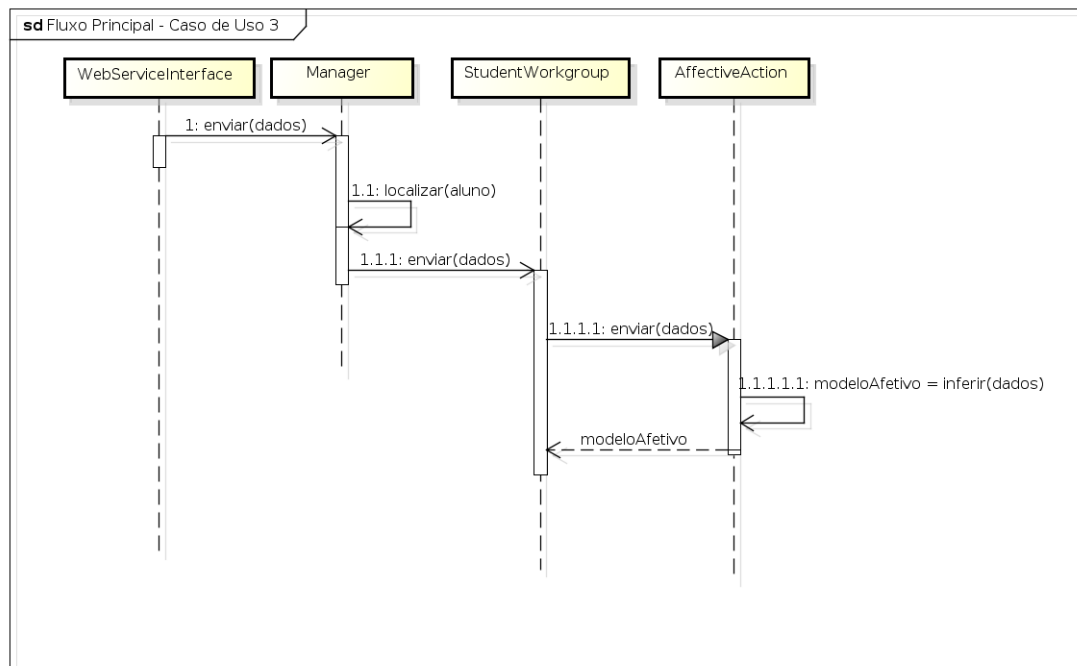 sd Fluxo Principal - Caso de Uso 3
WebServiceInterface
Manager
StudentWorkgroup
AffectiveAction
1: enviar(dados)
1.1: localizar(aluno)
1.1.1: enviar(dados)
1.1.1.1: enviar(dados)
1.1.1.1.1: modeloAfetivo = inferir(dados)
modeloAfetivo